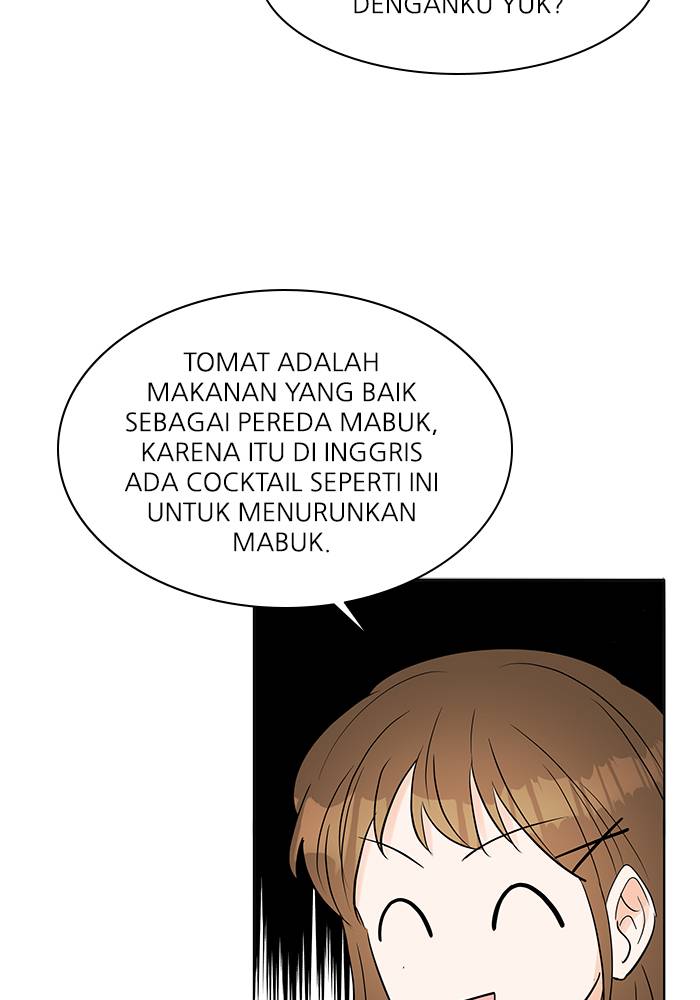 DENGANKU YUK?
TOMAT ADALAH
MAKANAN YANG BAIK
SEBAGAI PEREDA MABUK,
KARENA ITU DI INGGRIS
ADA COCKTAIL SEPERTI INI
UNTUK MENURUNKAN
MABUK.